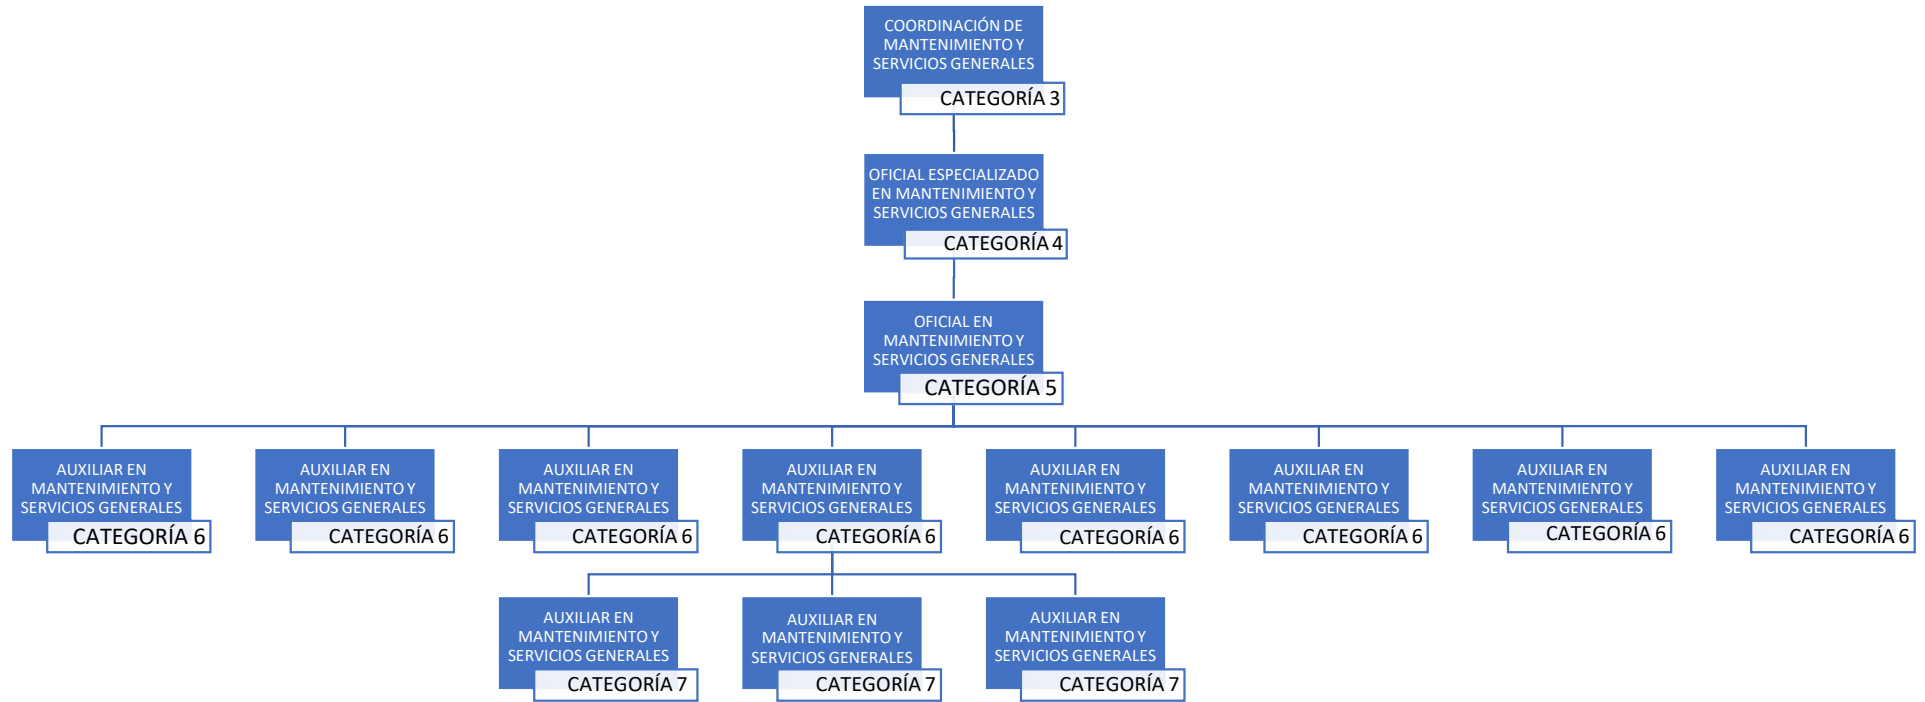 COORDINACIÓN DE
MANTENIMIENTO Y
SERVICIOS GENERALES
CATEGORÍA 3
OFICIAL ESPECIALIZADO
EN MANTENIMIENTO Y
SERVICIOS GENERALES
CATEGORÍA 4
OFICIAL EN
MANTENIMIENTO Y
SERVICIOS GENERALES
CATEGORÍA 5
AUXILIAR EN
MANTENIMIENTO Y
SERVICIOS GENERALES
CATEGORÍA 6
AUXILIAR EN
MANTENIMIENTO Y
SERVICIOS GENERALES
CATEGORÍA 6
AUXILIAR EN
MANTENIMIENTO Y
SERVICIOS GENERALES
CATEGORÍA 6
AUXILIAR EN
MANTENIMIENTO Y
SERVICIOS GENERALES
CATEGORÍA 6
AUXILIAR EN
MANTENIMIENTO Y
SERVICIOS GENERALES
CATEGORÍA 6
AUXILIAR EN
MANTENIMIENTO Y
SERVICIOS GENERALES
CATEGORÍA 6
AUXILIAR EN
MANTENIMIENTO Y
SERVICIOS GENERALES
CATEGORÍA 6
AUXILIAR EN
MANTENIMIENTO Y
SERVICIOS GENERALES
CATEGORÍA 6
AUXILIAR EN
MANTENIMIENTO Y
SERVICIOS GENERALES
CATEGORÍA 7
AUXILIAR EN
MANTENIMIENTO Y
SERVICIOS GENERALES
CATEGORÍA 7
AUXILIAR EN
MANTENIMIENTO Y
SERVICIOS GENERALES
CATEGORÍA 7